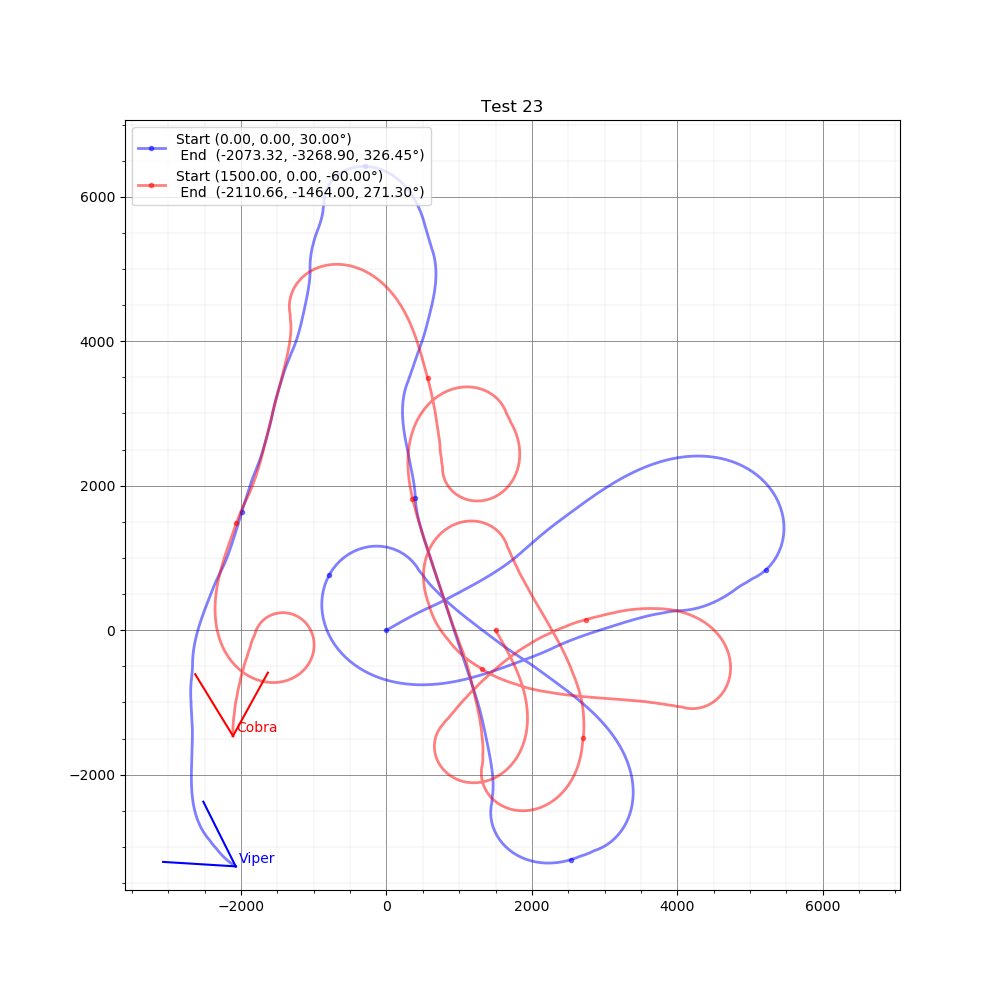 Test 23
Start (0.00, 0.00, 30.00°)
End (-2073.32, -3268.90, 326.45°)
Start (1500.00, 0.00, -60.00°)
End (-2110.66, -1464.00, 271.30°)
6000
4000
2000
0
−2000
Cobra
Viper
−2000 0 2000 4000 6000